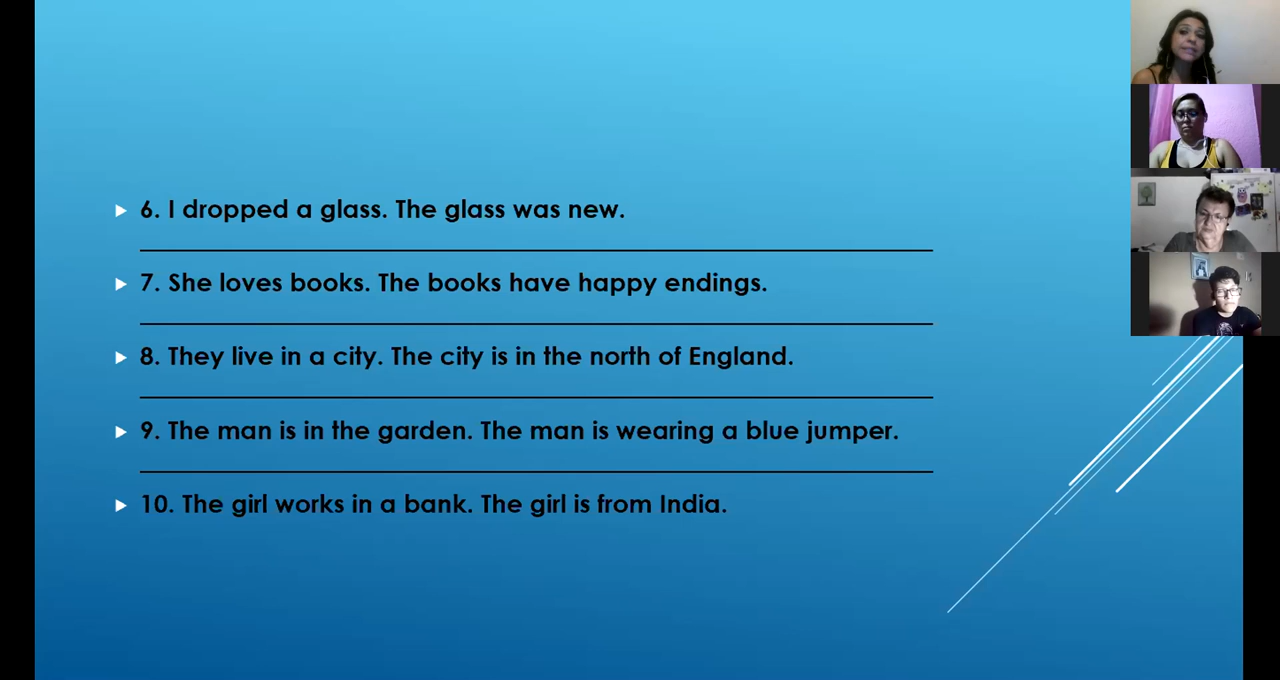 6. I dropped a glass. The glass was new.
7. She loves books. The books have happy endings.
8. They live in a city. The city is in the north of England.
9. The man is in the garden. The man is wearing a blue jumper.
10. The girl works in a bank. The girl is from India.